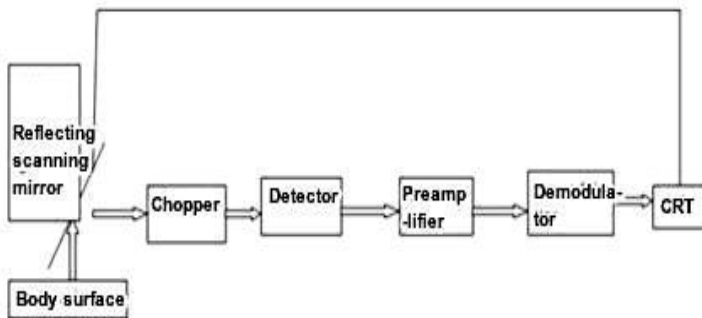 Reflecting
scanning
mirror
Chopper
Detector
Preamp
-lifier
Demodula-
tor
CRT
Body surface